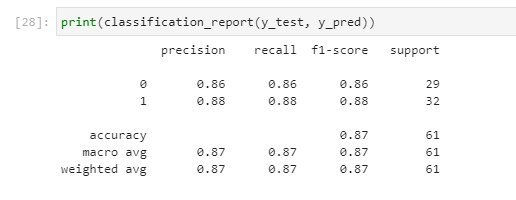 [28]: print(classification_report(y_test, y_pred))
precision recall f1-score support
0 0.86 0.86 0.86 29
1 0.88 0.88 0.88 32
accuracy 0.87 61
macro avg 0.87 0.87 0.87 61
weighted avg 0.87 0.87 0.87 61